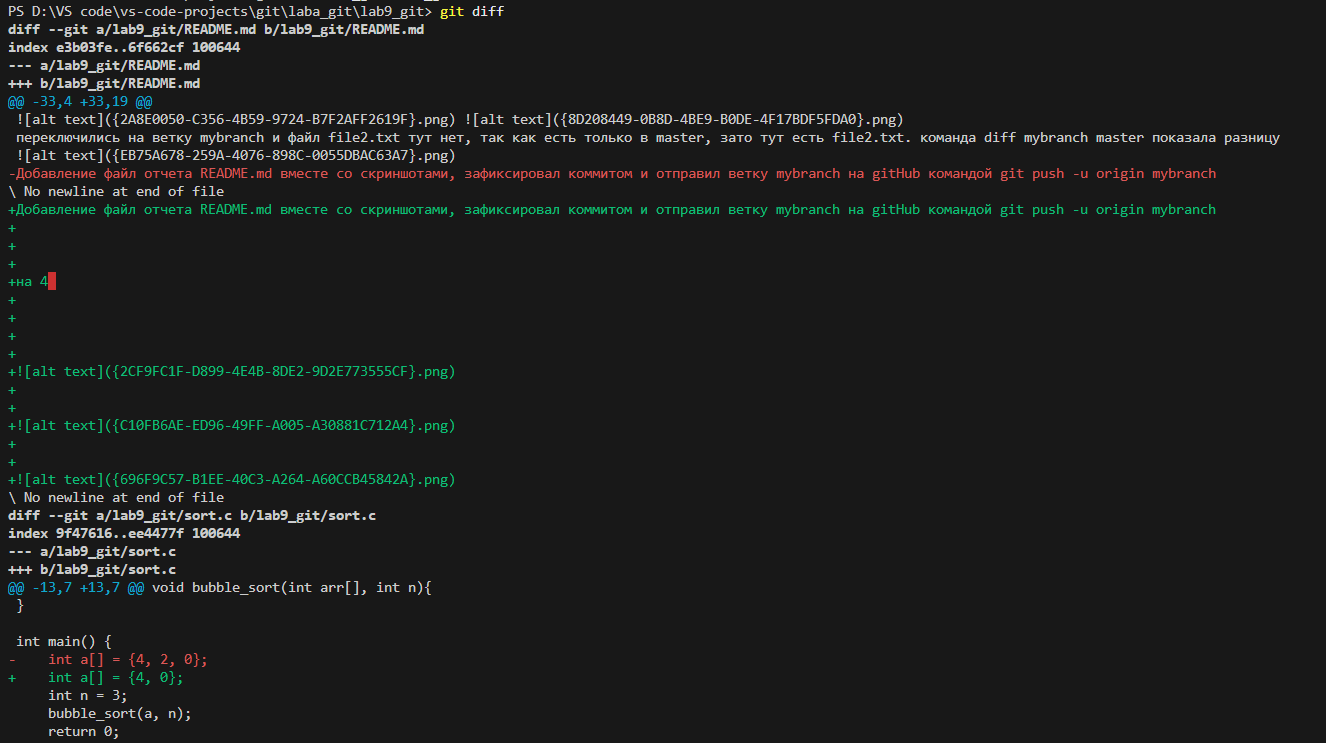 PS D:\VS code\vs-code-projects\git\laba_git\lab9_git> git diff
diff --git a/lab9_git/README.md b/lab9_git/README.md
index e3b03fe..6f662cf 100644
--- a/lab9_git/README.md
+++ b/lab9_git/README.md
@@ -33,4 +33,19 @@
 ![alt text]({2A8E0050-C356-4B59-9724-B7F2AFF2619F}.png) ![alt text]({8D208449-0B8D-4BE9-B0DE-4F17BDF5FDA0}.png)
 переключились на ветку mybranch и файл file2.txt тут нет, так как есть только в master, зато тут есть file2.txt. команда diff mybranch master показала разницу
 ![alt text]({EB75A678-259A-4076-898C-0055DBAC63A7}.png)
-Добавление файл отчета README.md вместе со скриншотами, зафиксировал коммитом и отправил ветку mybranch на gitHub командой git push -u origin mybranch
\ No newline at end of file
+Добавление файл отчета README.md вместе со скриншотами, зафиксировал коммитом и отправил ветку mybranch на gitHub командой git push -u origin mybranch
+
+
+
+на 4
+
+
+
+
+![alt text]({2CF9FC1F-D899-4E4B-8DE2-9D2E773555CF}.png)
+
+
+![alt text]({C10FB6AE-ED96-49FF-A005-A30881C712A4}.png)
+
+
+![alt text]({696F9C57-B1EE-40C3-A264-A60CCB45842A}.png)
\ No newline at end of file
diff --git a/lab9_git/sort.c b/lab9_git/sort.c
index 9f47616..ee4477f 100644
--- a/lab9_git/sort.c
+++ b/lab9_git/sort.c
@@ -13,7 +13,7 @@ void bubble_sort(int arr[], int n){
 }

 int main() {
-    int a[] = {4, 2, 0};
+    int a[] = {4, 0};
     int n = 3;
     bubble_sort(a, n);
     return 0;